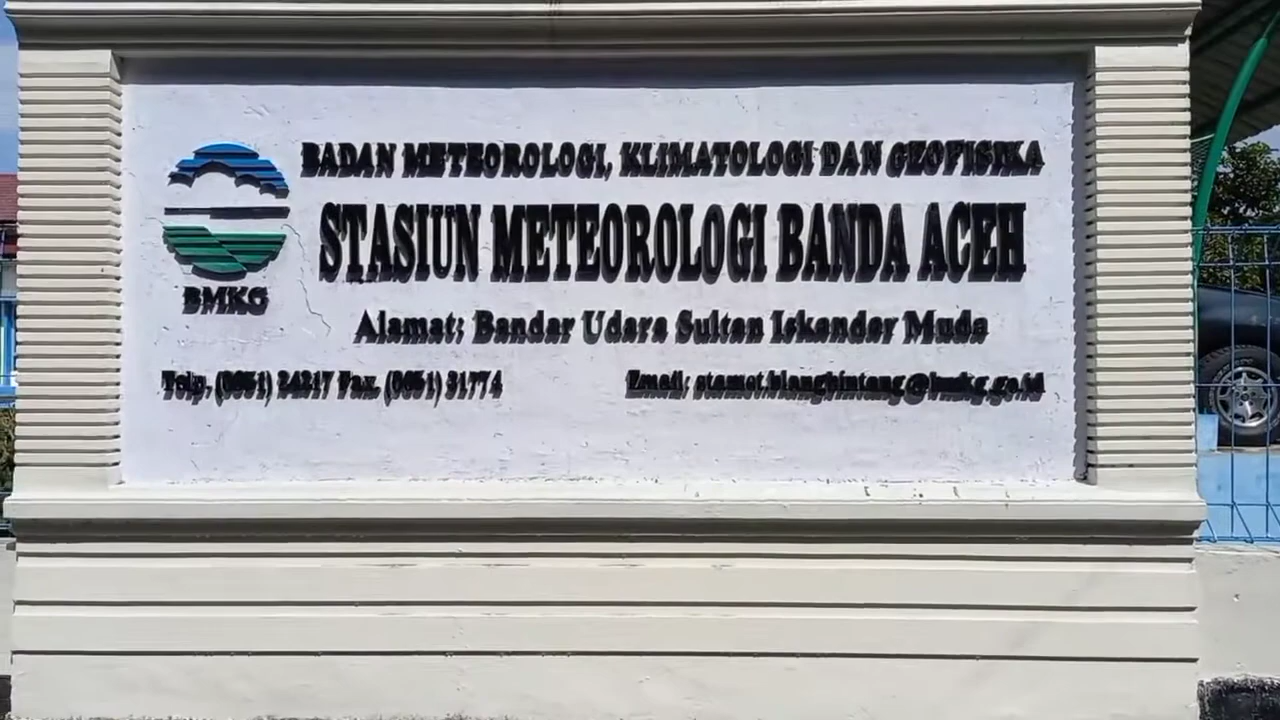 BADAN METEOROLOGI, KLIMATOLOGI DAN GEOFISIKA
STASIUN METEOROLOGI BANDA ACEH
BMKG
Alamat: Bandar Udara Sultan Iskandar Muda
Telp. (0651) 24217 Fax. (0651) 31774
Email: stamet.blangbintang@bmkg.go.id